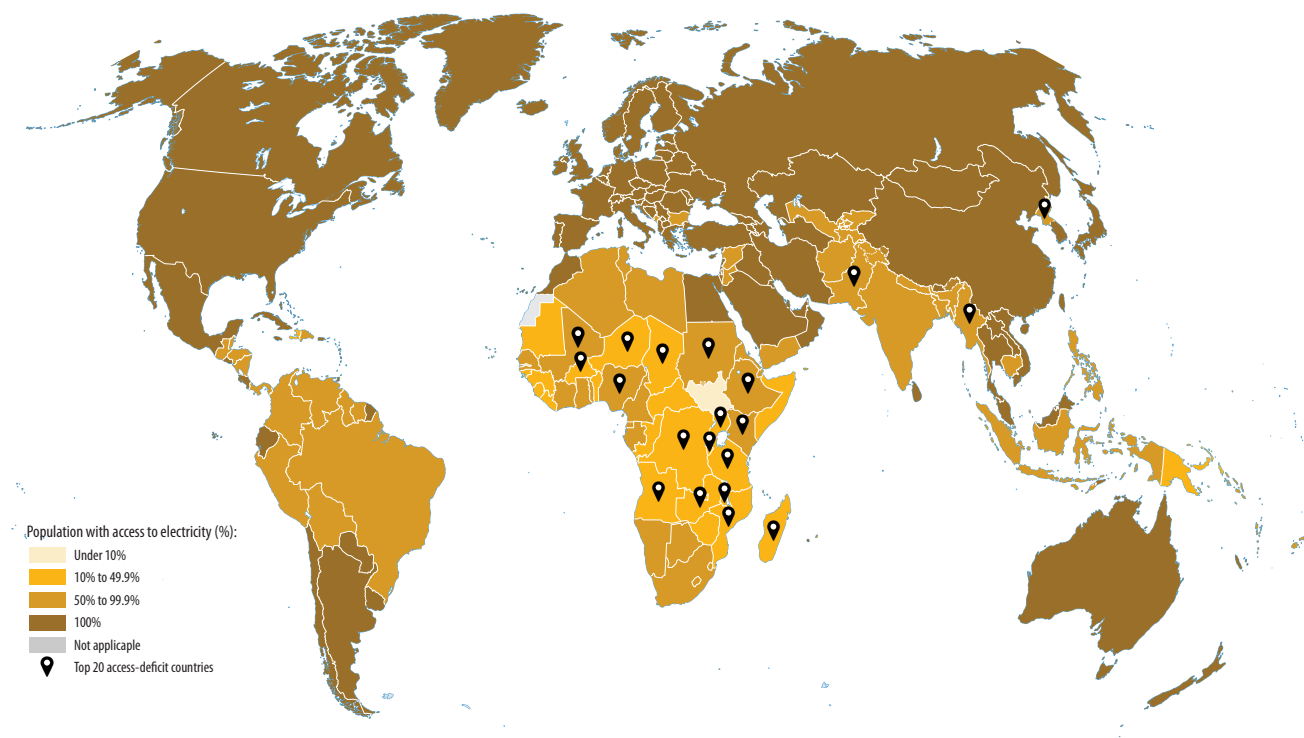 Population with access to electricity (%):
Under 10%
10% to 49.9%
50% to 99.9%
100%
Not applicaple
Top 20 access-deficit countries